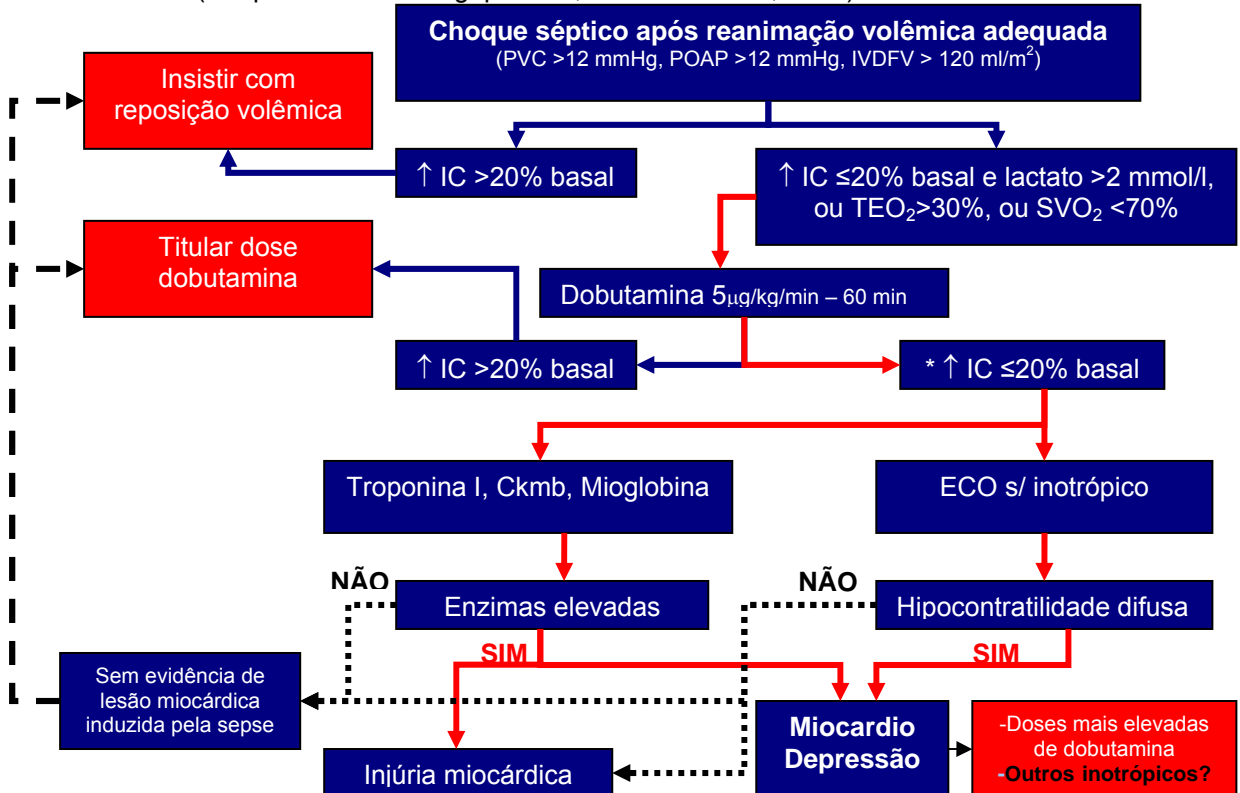 Choque séptico após reanimação volêmica adequada
(PVC >12 mmHg, POAP >12 mmHg, IVDFV > 120 ml/m²)
Insistir com
reposição volêmica
↑ IC >20% basal
↑ IC ≤20% basal e lactato >2 mmol/l,
ou TEO₂>30%, ou SVO₂ <70%
Titular dose
dobutamina
Dobutamina 5µg/kg/min – 60 min
↑ IC >20% basal
* ↑ IC ≤20% basal
Troponina I, Ckmb, Mioglobina
ECO s/ inotrópico
NÃO
NÃO
Enzimas elevadas
Hipocontratilidade difusa
SIM
SIM
Sem evidência de
lesão miocárdica
induzida pela sepse
Injúria miocárdica
Miocardio
Depressão
-Doses mais elevadas
de dobutamina
-Outros inotrópicos?